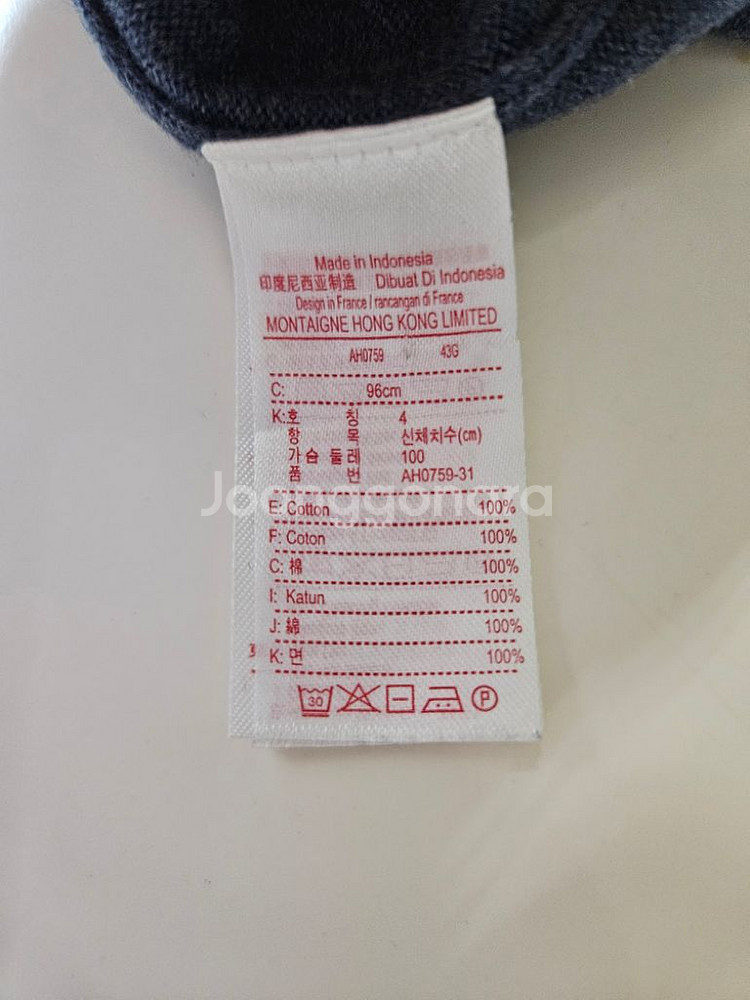 Made in Indonesia
印度尼西亚制造 Dibuat Di Indonesia
Design in France / rancangan di France
MONTAIGNE HONG KONG LIMITED
AH0759 43G
C: 96cm
K:호 칭 4
항 목 신체치수(cm)
가슴 둘레 100
품 번 AH0759-31
Joonggonara
E: Cotton 100%
F: Coton 100%
C: 棉 100%
I: Katun 100%
J: 綿 100%
K: 면 100%
30 P